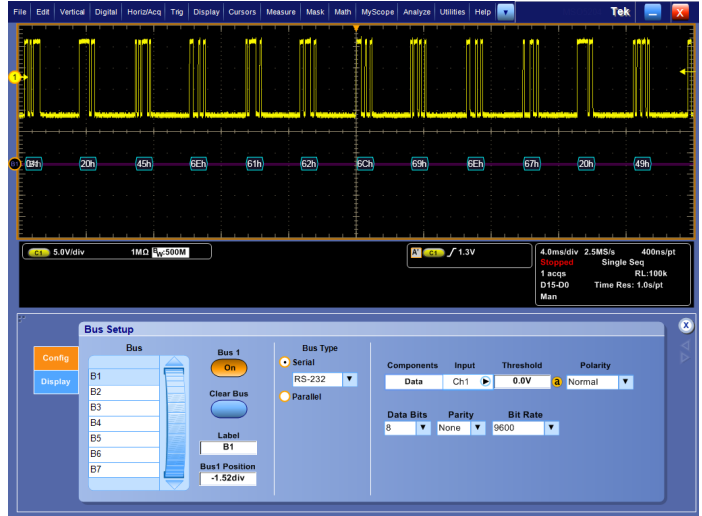 File Edit Vertical Digital Horiz/Acq Trig Display Cursors Measure Mask Math MyScope Analyze Utilities Help Tek X
1
20h 45h 6Eh 61h 62h 6Ch 69h 6Eh 67h 20h 49h
C1 5.0V/div 1MΩ BW:500M
A' C1 1.3V
4.0ms/div 2.5MS/s 400ns/pt
Stopped Single Seq
1 acqs RL:100k
D15-D0 Time Res: 1.0s/pt
Man
Bus Setup X
Config
Display
Bus
B1
B2
B3
B4
B5
B6
B7
Bus 1
On
Clear Bus
Label
B1
Bus1 Position
-1.52div
Bus Type
Serial
RS-232
Parallel
Components Input Threshold Polarity
Data Ch1 0.0V a Normal
Data Bits Parity Bit Rate
8 None 9600